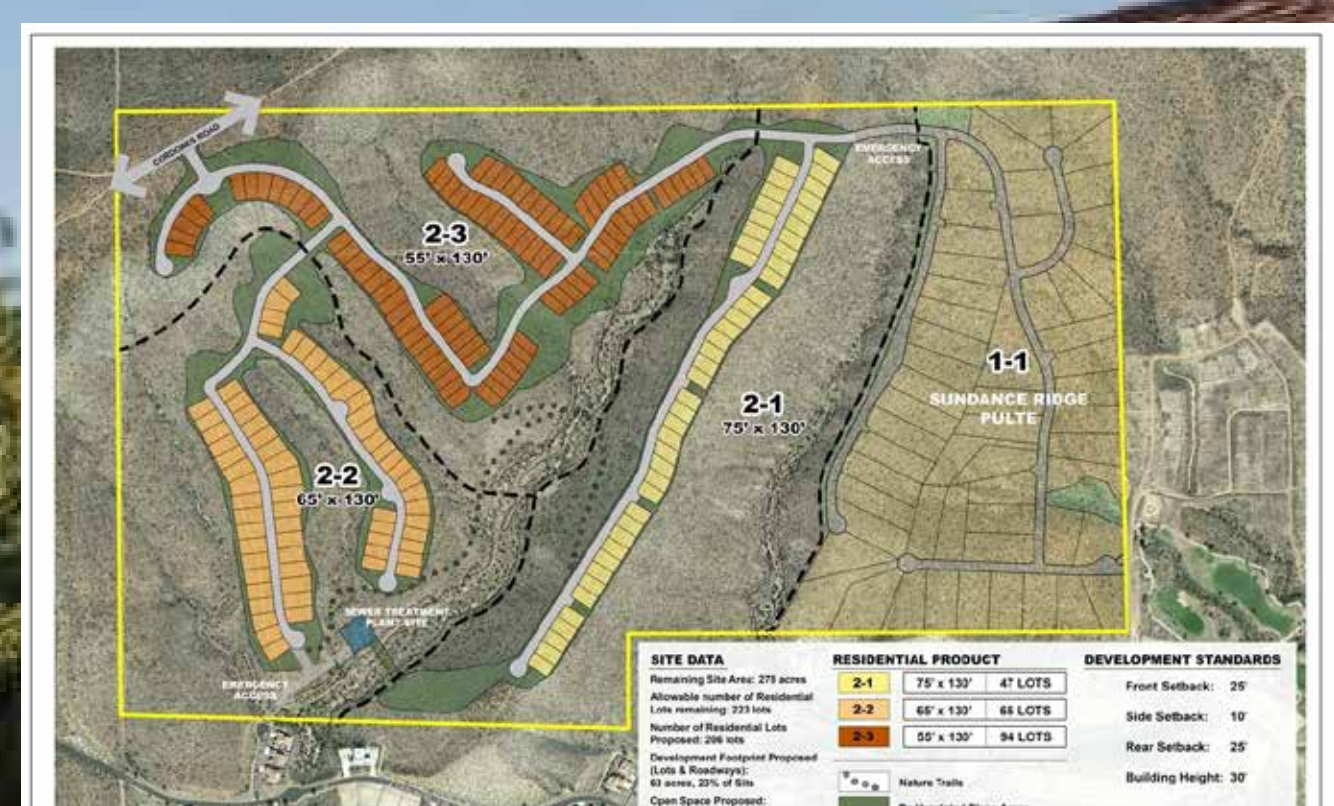 CORDONES ROAD
EMERGENCY
ACCESS
2-3
55' x 130'
1-1
SUNDANCE RIDGE
PULTE
2-1
75' x 130'
2-2
65' x 130'
SEWER TREATMENT
PLANT SITE
EMERGENCY
ACCESS
SITE DATA
Remaining Site Area: 275 acres
Allowable number of Residential
Lots remaining: 223 lots
Number of Residential Lots
Proposed: 206 lots
Development Footprint Proposed
(Lots & Roadways):
63 acres, 23% of Site
Open Space Proposed:
RESIDENTIAL PRODUCT
2-1 75' x 130' 47 LOTS
2-2 65' x 130' 65 LOTS
2-3 55' x 130' 94 LOTS
Nature Trails
DEVELOPMENT STANDARDS
Front Setback: 25'
Side Setback: 10'
Rear Setback: 25'
Building Height: 30'